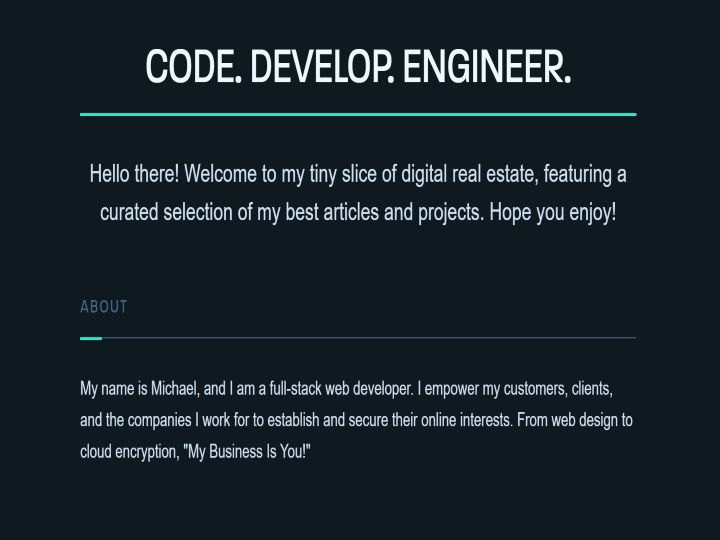 CODE. DEVELOP. ENGINEER.
Hello there! Welcome to my tiny slice of digital real estate, featuring a
curated selection of my best articles and projects. Hope you enjoy!
ABOUT
My name is Michael, and I am a full-stack web developer. I empower my customers, clients,
and the companies I work for to establish and secure their online interests. From web design to
cloud encryption, "My Business Is You!"